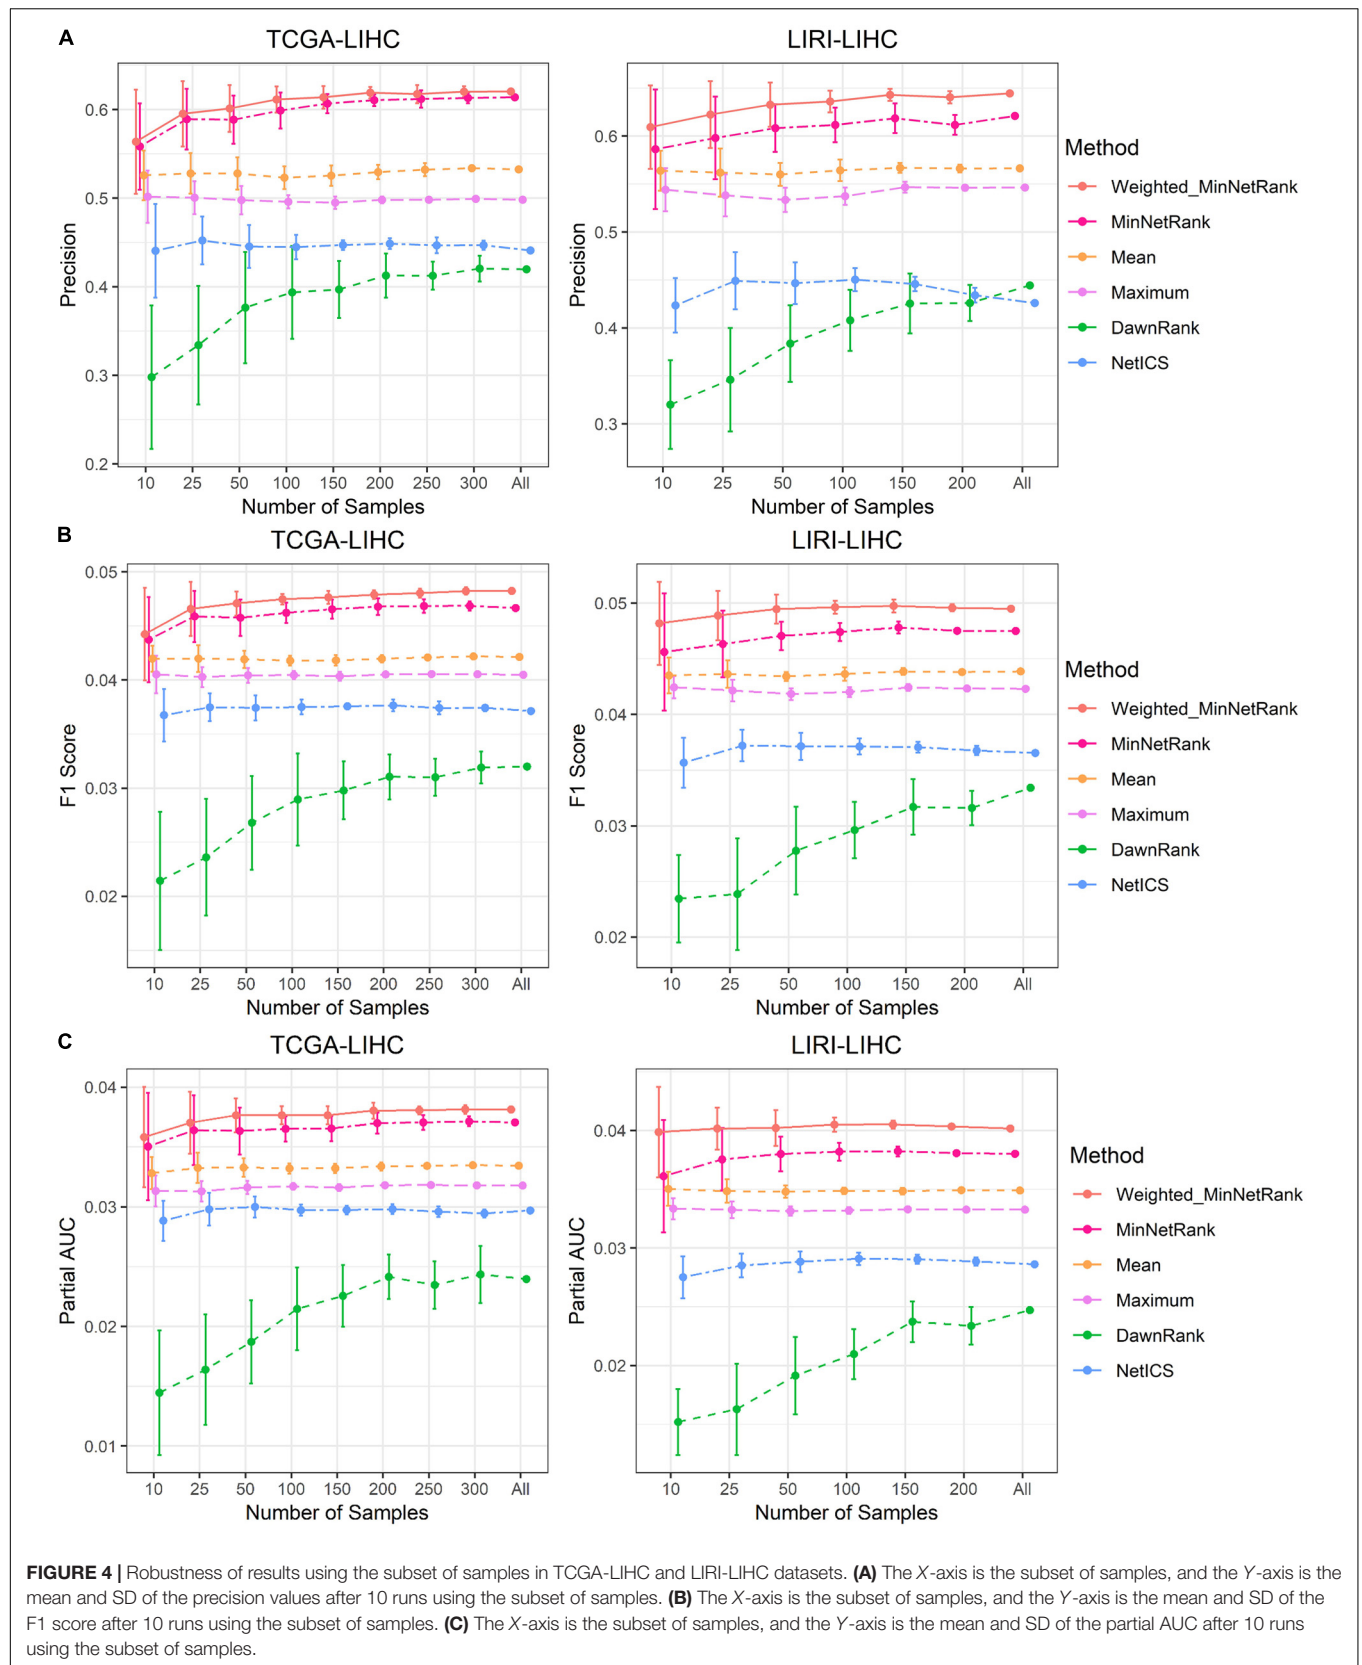 A
TCGA-LIHC
LIRI-LIHC
Precision
0.6
0.5
0.4
0.3
0.2
10 25 50 100 150 200 250 300 All
Number of Samples
Precision
0.6
0.5
0.4
0.3
10 25 50 100 150 200 All
Number of Samples
Method
Weighted_MinNetRank
MinNetRank
Mean
Maximum
DawnRank
NetICS
B
TCGA-LIHC
LIRI-LIHC
F1 Score
0.05
0.04
0.03
0.02
10 25 50 100 150 200 250 300 All
Number of Samples
F1 Score
0.05
0.04
0.03
0.02
10 25 50 100 150 200 All
Number of Samples
Method
Weighted_MinNetRank
MinNetRank
Mean
Maximum
DawnRank
NetICS
C
TCGA-LIHC
LIRI-LIHC
Partial AUC
0.04
0.03
0.02
0.01
10 25 50 100 150 200 250 300 All
Number of Samples
Partial AUC
0.04
0.03
0.02
10 25 50 100 150 200 All
Number of Samples
Method
Weighted_MinNetRank
MinNetRank
Mean
Maximum
DawnRank
NetICS
FIGURE 4 | Robustness of results using the subset of samples in TCGA-LIHC and LIRI-LIHC datasets. (A) The X-axis is the subset of samples, and the Y-axis is the
mean and SD of the precision values after 10 runs using the subset of samples. (B) The X-axis is the subset of samples, and the Y-axis is the mean and SD of the
F1 score after 10 runs using the subset of samples. (C) The X-axis is the subset of samples, and the Y-axis is the mean and SD of the partial AUC after 10 runs
using the subset of samples.